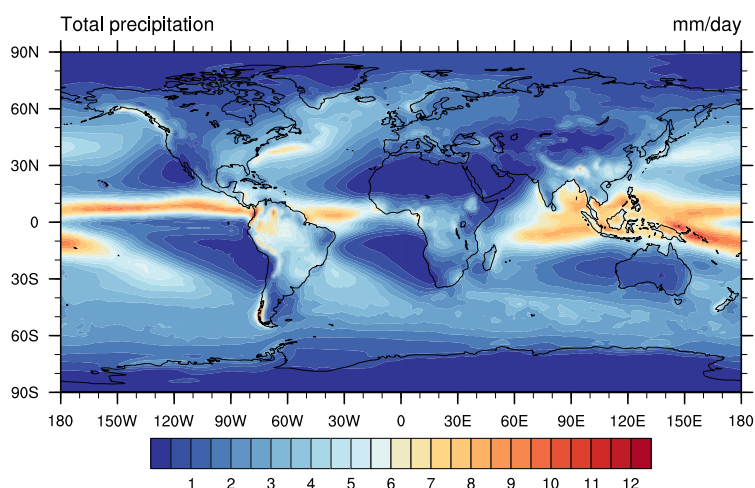 Total precipitation mm/day
90N
60N
30N
0
30S
60S
90S
180 150W 120W 90W 60W 30W 0 30E 60E 90E 120E 150E 180
1 2 3 4 5 6 7 8 9 10 11 12